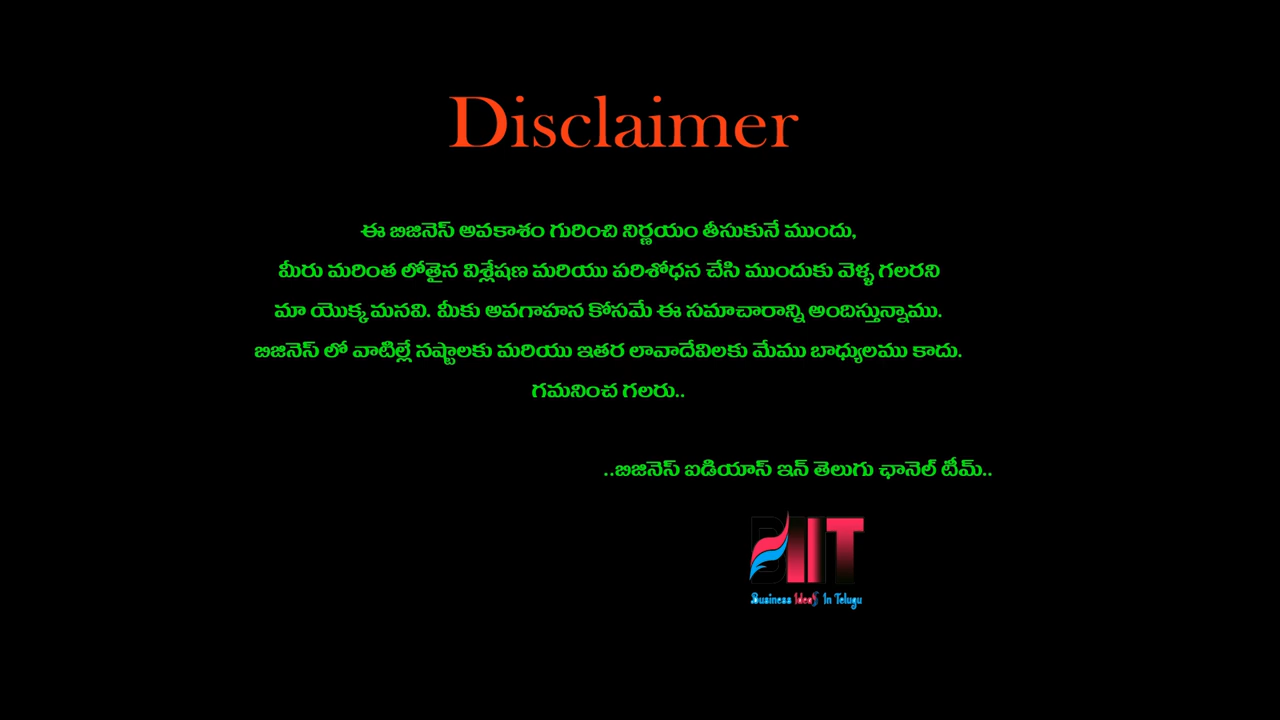 Disclaimer
ఈ బిజినెస్ అవకాశం గురించి నిర్ణయం తీసుకునే ముందు,
మీరు మరింత లోతైన విశ్లేషణ మరియు పరిశోధన చేసి ముందుకు వెళ్ళ గలరని
మా యొక్క మనవి. మీకు అవగాహన కోసమే ఈ సమాచారాన్ని అందిస్తున్నాము.
బిజినెస్ లో వాటిల్లే నష్టాలకు మరియు ఇతర లావాదేవిలకు మేము బాధ్యులము కాదు.
గమనించ గలరు..
..బిజినెస్ ఐడియాస్ ఇన్ తెలుగు ఛానెల్ టీమ్..
BIIT
Business Ideas In Telugu